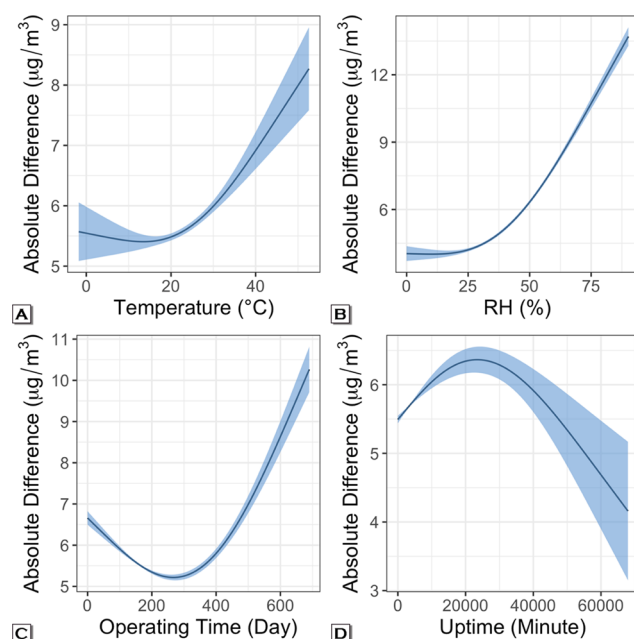 Absolute Difference (μg/m³)
9
8
7
6
5
0
20
40
A
Temperature (°C)
Absolute Difference (μg/m³)
12
9
6
0
25
50
75
B
RH (%)
Absolute Difference (μg/m³)
11
10
9
8
7
6
5
0
200
400
600
C
Operating Time (Day)
Absolute Difference (μg/m³)
6
5
4
3
0
20000
40000
60000
D
Uptime (Minute)